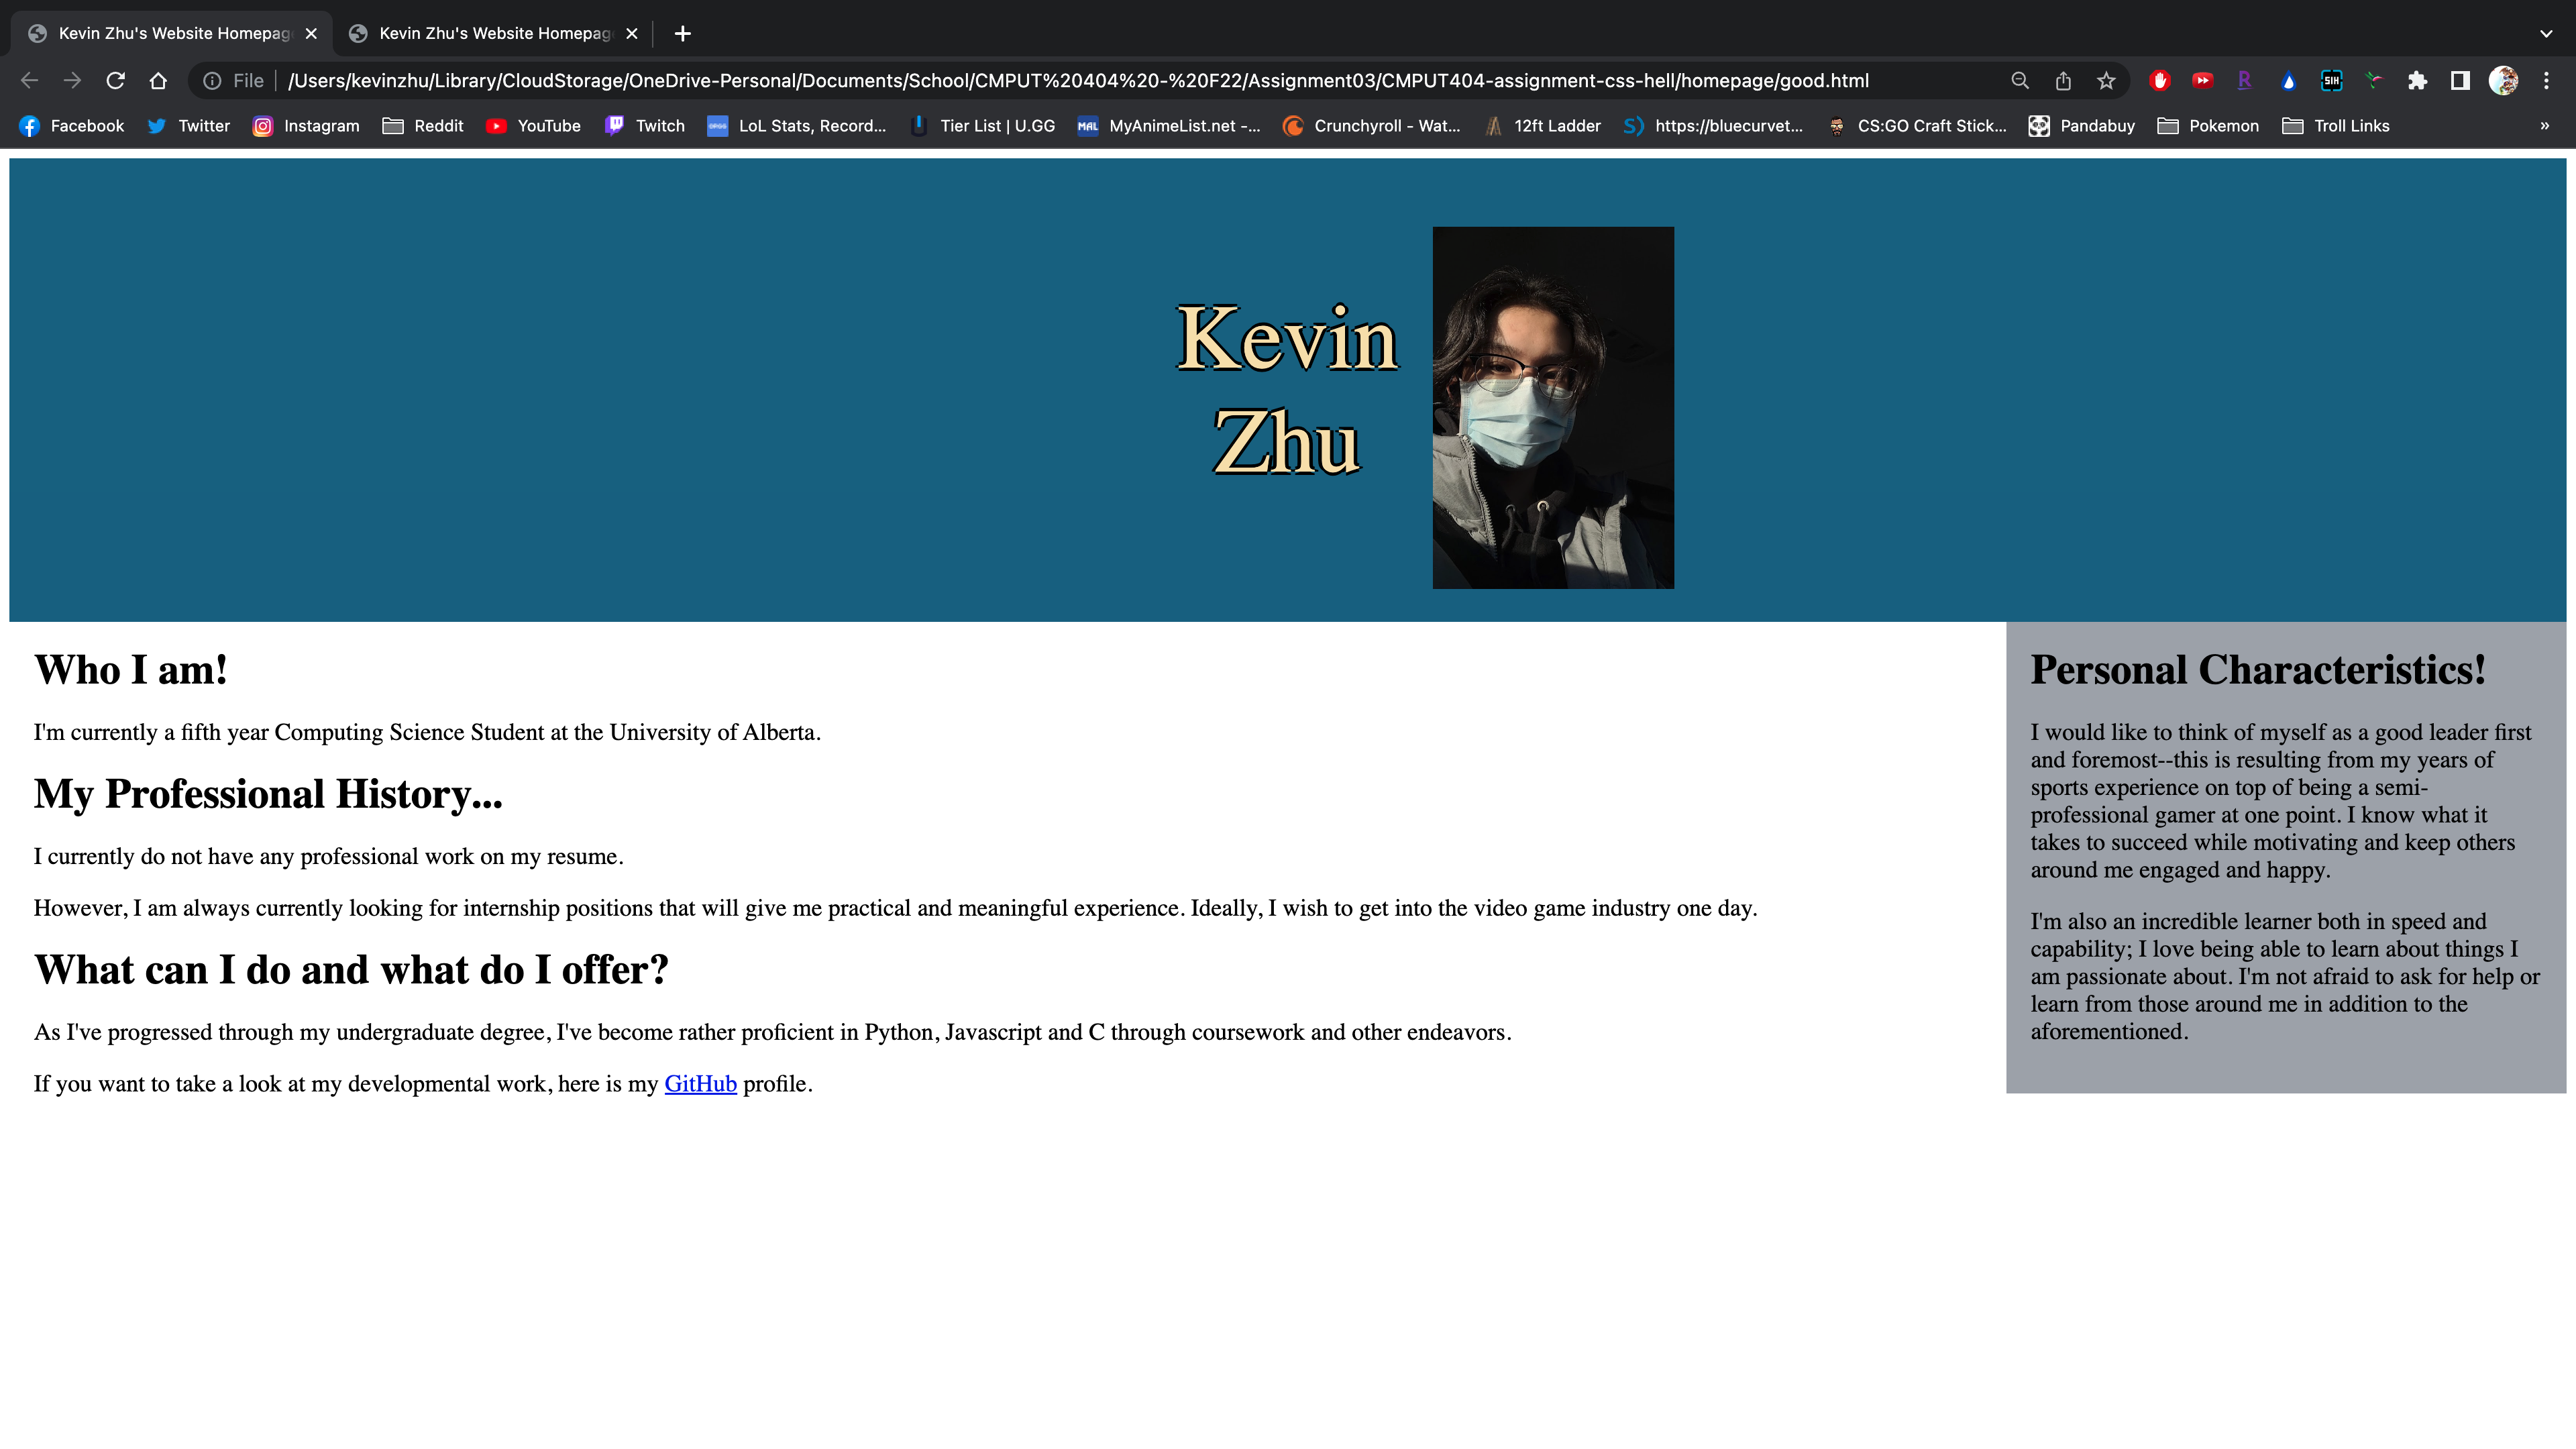 Kevin Zhu's Website Homepag
Kevin Zhu's Website Homepag
File
/Users/kevinzhu/Library/CloudStorage/OneDrive-Personal/Documents/School/CMPUT%20404%20-%20F22/Assignment03/CMPUT404-assignment-css-hell/homepage/good.html
R
SIH
Facebook
Twitter
Instagram
Reddit
YouTube
Twitch
OP.GG
LoL Stats, Record...
Tier List | U.GG
MAL
MyAnimeList.net -...
Crunchyroll - Wat...
12ft Ladder
https://bluecurvet...
CS:GO Craft Stick...
Pandabuy
Pokemon
Troll Links
»
Kevin
Zhu
Who I am!
I'm currently a fifth year Computing Science Student at the University of Alberta.
My Professional History...
I currently do not have any professional work on my resume.
However, I am always currently looking for internship positions that will give me practical and meaningful experience. Ideally, I wish to get into the video game industry one day.
What can I do and what do I offer?
As I've progressed through my undergraduate degree, I've become rather proficient in Python, Javascript and C through coursework and other endeavors.
If you want to take a look at my developmental work, here is my GitHub profile.
Personal Characteristics!
I would like to think of myself as a good leader first
and foremost--this is resulting from my years of
sports experience on top of being a semi-
professional gamer at one point. I know what it
takes to succeed while motivating and keep others
around me engaged and happy.
I'm also an incredible learner both in speed and
capability; I love being able to learn about things I
am passionate about. I'm not afraid to ask for help or
learn from those around me in addition to the
aforementioned.